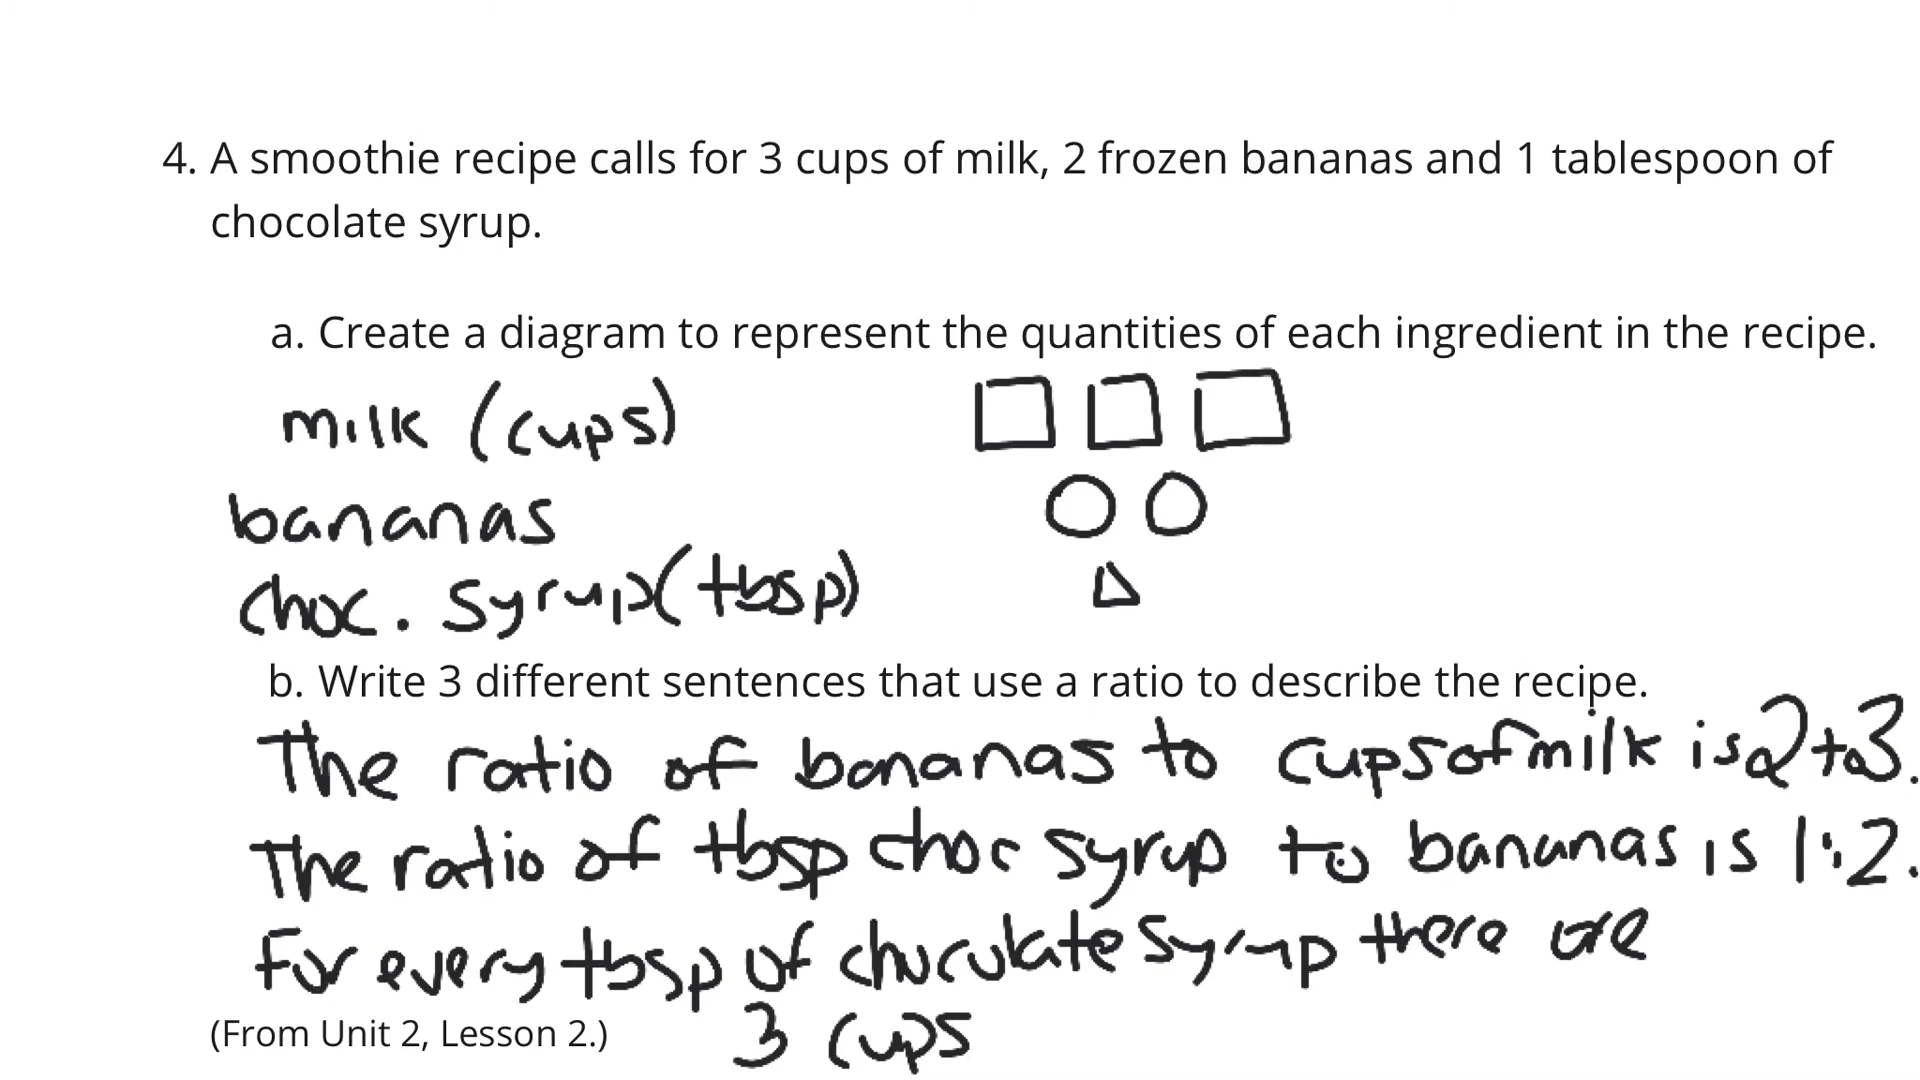 4. A smoothie recipe calls for 3 cups of milk, 2 frozen bananas and 1 tablespoon of
chocolate syrup.
a. Create a diagram to represent the quantities of each ingredient in the recipe.
milk (cups)
bananas
choc. syrup (tbsp)
b. Write 3 different sentences that use a ratio to describe the recipe.
The ratio of bananas to cups of milk is 2 to 3.
The ratio of tbsp choc syrup to bananas is 1:2.
For every tbsp of chocolate syrup there are
3 cups
(From Unit 2, Lesson 2.)